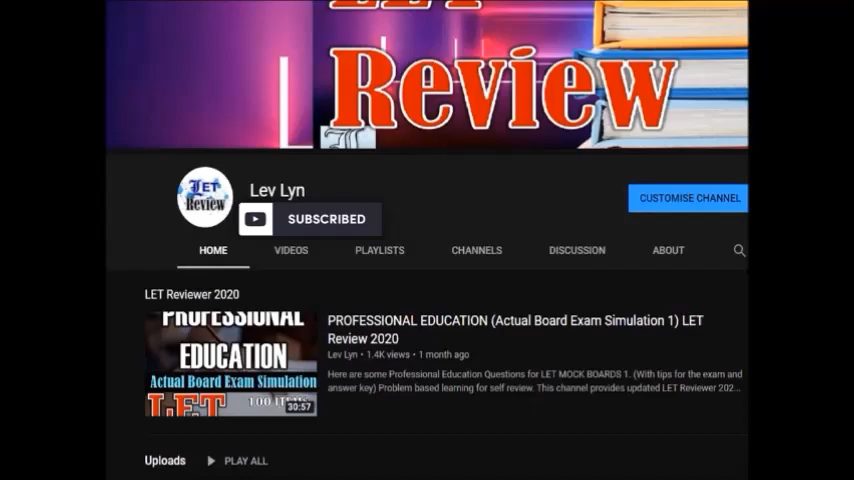 Review
LET
Review
Lev Lyn
SUBSCRIBED
CUSTOMISE CHANNEL
HOME VIDEOS PLAYLISTS CHANNELS DISCUSSION ABOUT
LET Reviewer 2020
PROFESSIONAL
EDUCATION
Actual Board Exam Simulation
LET
30:57
PROFESSIONAL EDUCATION (Actual Board Exam Simulation 1) LET
Review 2020
Lev Lyn • 1.4K views • 1 month ago
Here are some Professional Education Questions for LET MOCK BOARDS 1. (With tips for the exam and
answer key) Problem based learning for self review. This channel provides updated LET Reviewer 202...
Uploads PLAY ALL